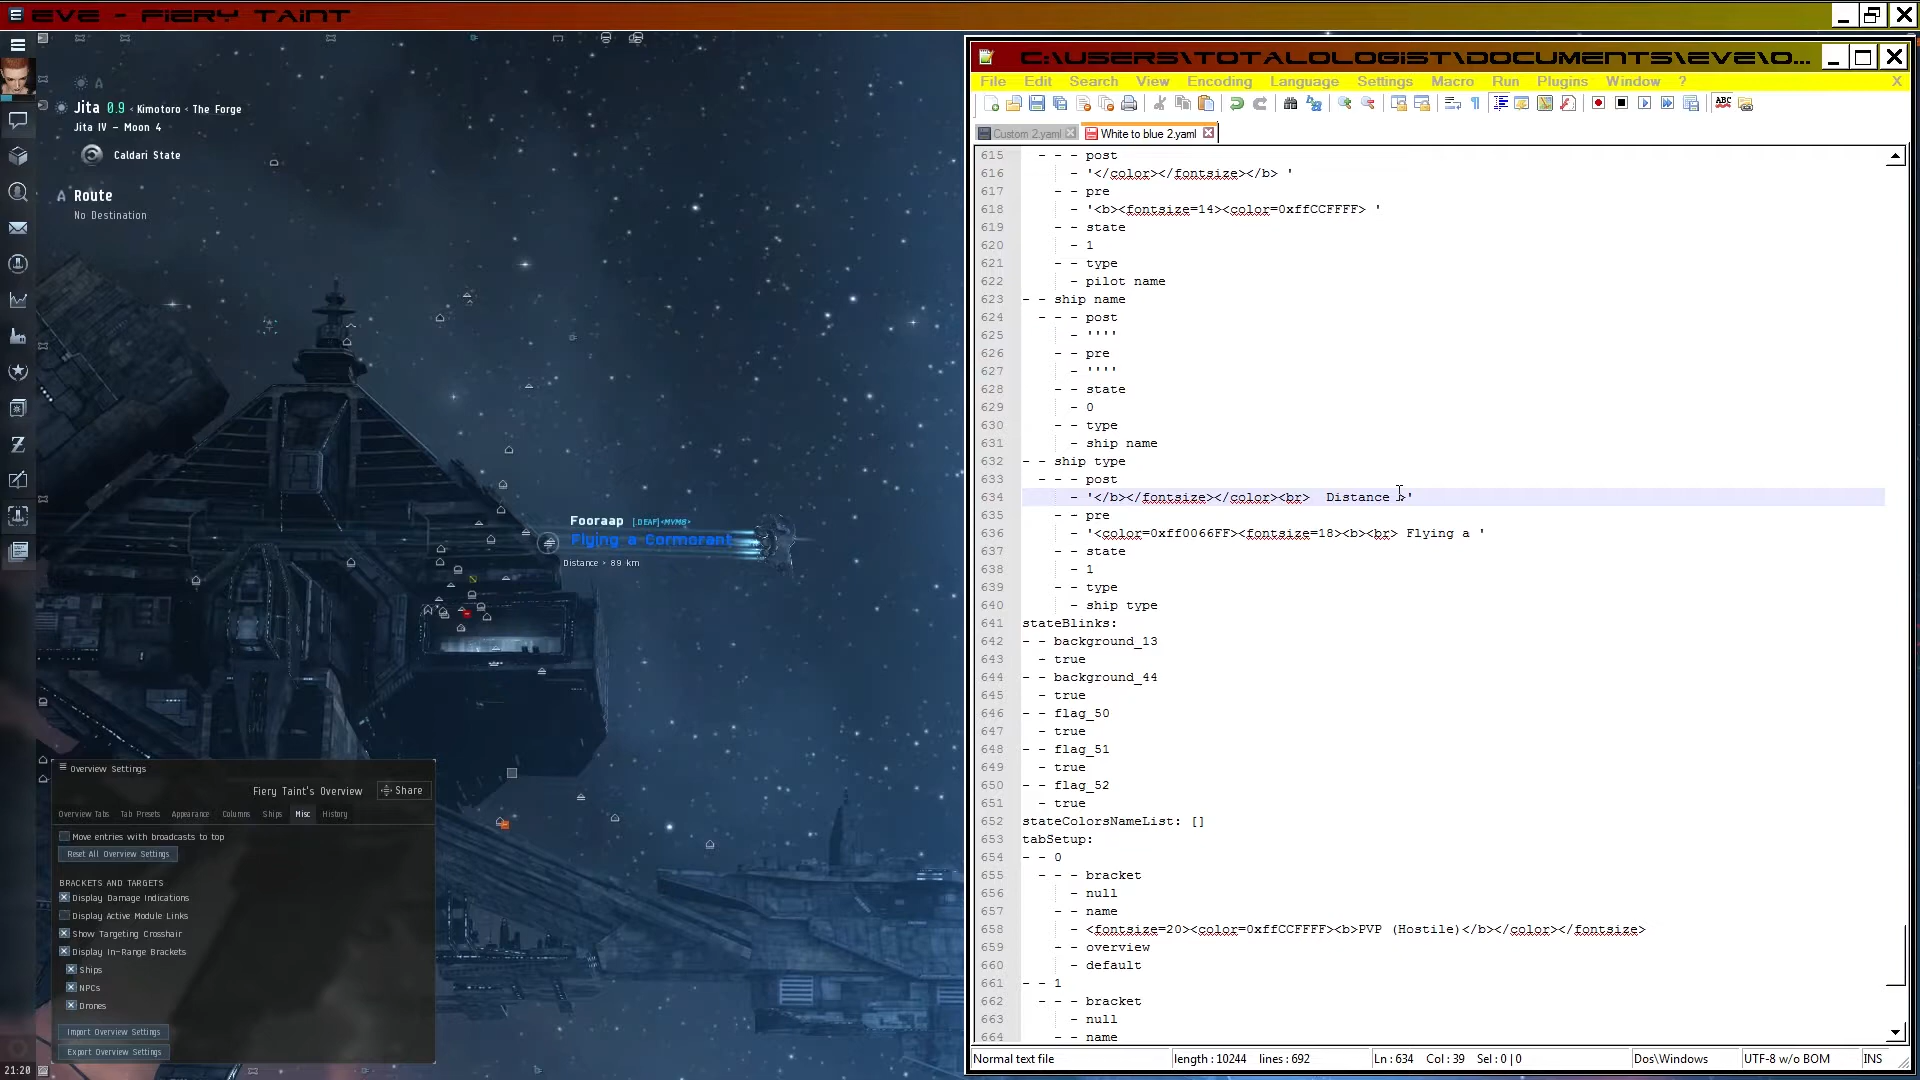 EVE - Fiery Taint
Jita 0.9 < Kimotoro < The Forge
Jita IV - Moon 4
Caldari State
Route
No Destination
Fooraap [.DEAF]<MVMB>
Flying a Cormorant
Distance > 89 km
Overview Settings
Fiery Taint's Overview
Share
Overview Tabs Tab Presets Appearance Columns Ships Misc History
Move entries with broadcasts to top
Reset All Overview Settings
BRACKETS AND TARGETS
Display Damage Indications
Display Active Module Links
Show Targeting Crosshair
Display In-Range Brackets
Ships
NPCs
Drones
Import Overview Settings
Export Overview Settings
21:20
C:\USERS\TOTALOLOGIST\DOCUMENTS\EVE\O...
File Edit Search View Encoding Language Settings Macro Run Plugins Window ? X
Custom 2.yaml White to blue 2.yaml
615 - - - post
616 - '</color></fontsize></b> '
617 - - pre
618 - '<b><fontsize=14><color=0xffCCFFFF> '
619 - - state
620 - 1
621 - - type
622 - pilot name
623 - - ship name
624 - - - post
625 - ''''
626 - - pre
627 - ''''
628 - - state
629 - 0
630 - - type
631 - ship name
632 - - ship type
633 - - - post
634 - '</b></fontsize></color><br>  Distance >'
635 - - pre
636 - '<color=0xff0066FF><fontsize=18><b><br> Flying a '
637 - - state
638 - 1
639 - - type
640 - ship type
641 stateBlinks:
642 - - background_13
643 - true
644 - - background_44
645 - true
646 - - flag_50
647 - true
648 - - flag_51
649 - true
650 - - flag_52
651 - true
652 stateColorsNameList: []
653 tabSetup:
654 - - 0
655 - - - bracket
656 - null
657 - - name
658 - <fontsize=20><color=0xffCCFFFF><b>PVP (Hostile)</b></color></fontsize>
659 - - overview
660 - default
661 - - 1
662 - - - bracket
663 - null
664 - - name
Normal text file length : 10244 lines : 692 Ln : 634 Col : 39 Sel : 0 | 0 Dos\Windows UTF-8 w/o BOM INS